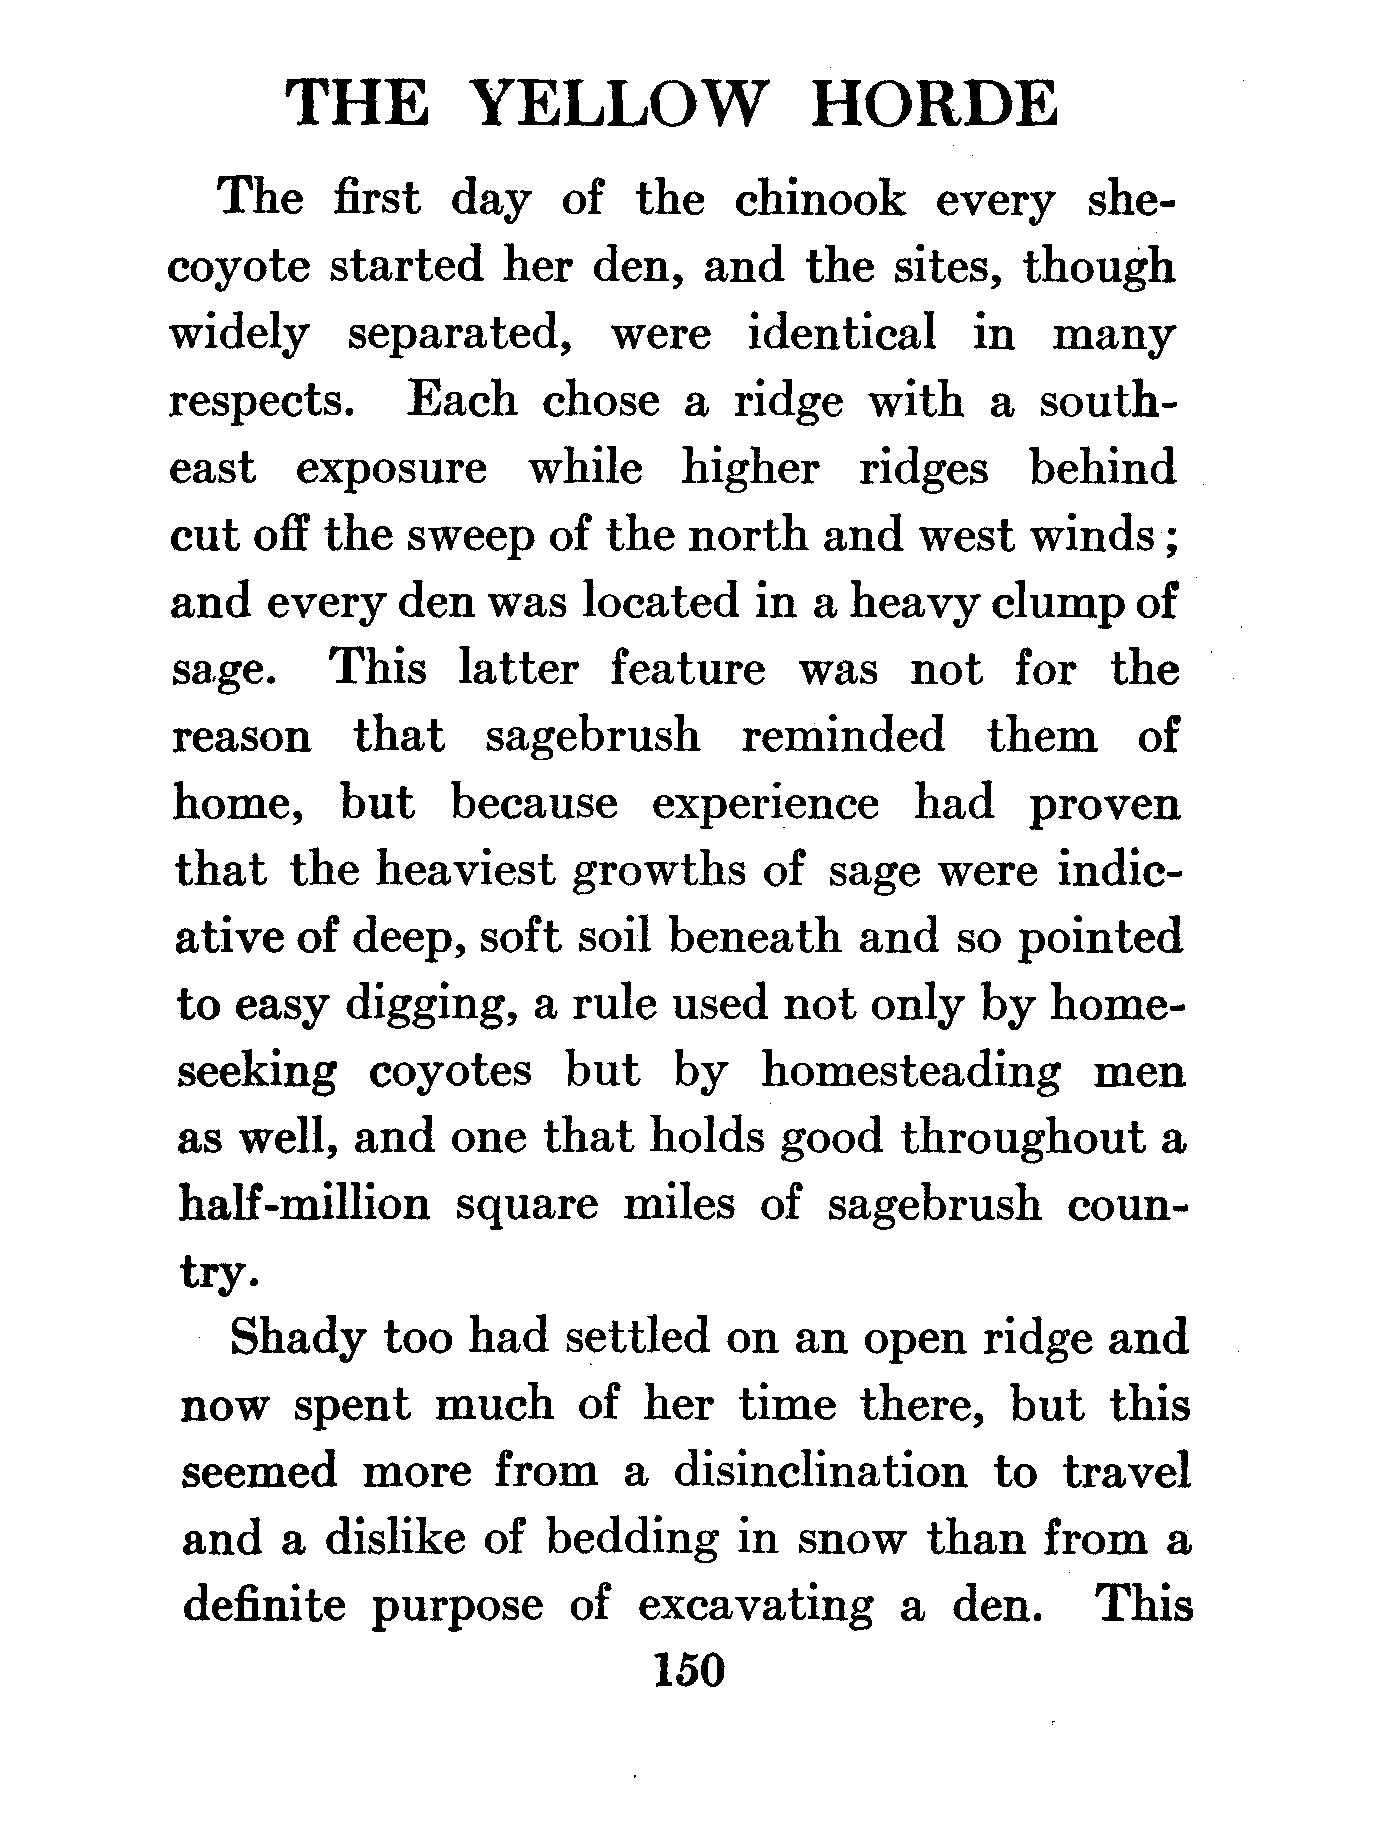 THE YELLOW HORDE
The first day of the chinook every she-
coyote started her den, and the sites, though
widely separated, were identical in many
respects. Each chose a ridge with a south-
east exposure while higher ridges behind
cut off the sweep of the north and west winds;
and every den was located in a heavy clump of
sage. This latter feature was not for the
reason that sagebrush reminded them of
home, but because experience had proven
that the heaviest growths of sage were indic-
ative of deep, soft soil beneath and so pointed
to easy digging, a rule used not only by home-
seeking coyotes but by homesteading men
as well, and one that holds good throughout a
half-million square miles of sagebrush coun-
try.
Shady too had settled on an open ridge and
now spent much of her time there, but this
seemed more from a disinclination to travel
and a dislike of bedding in snow than from a
definite purpose of excavating a den. This
150